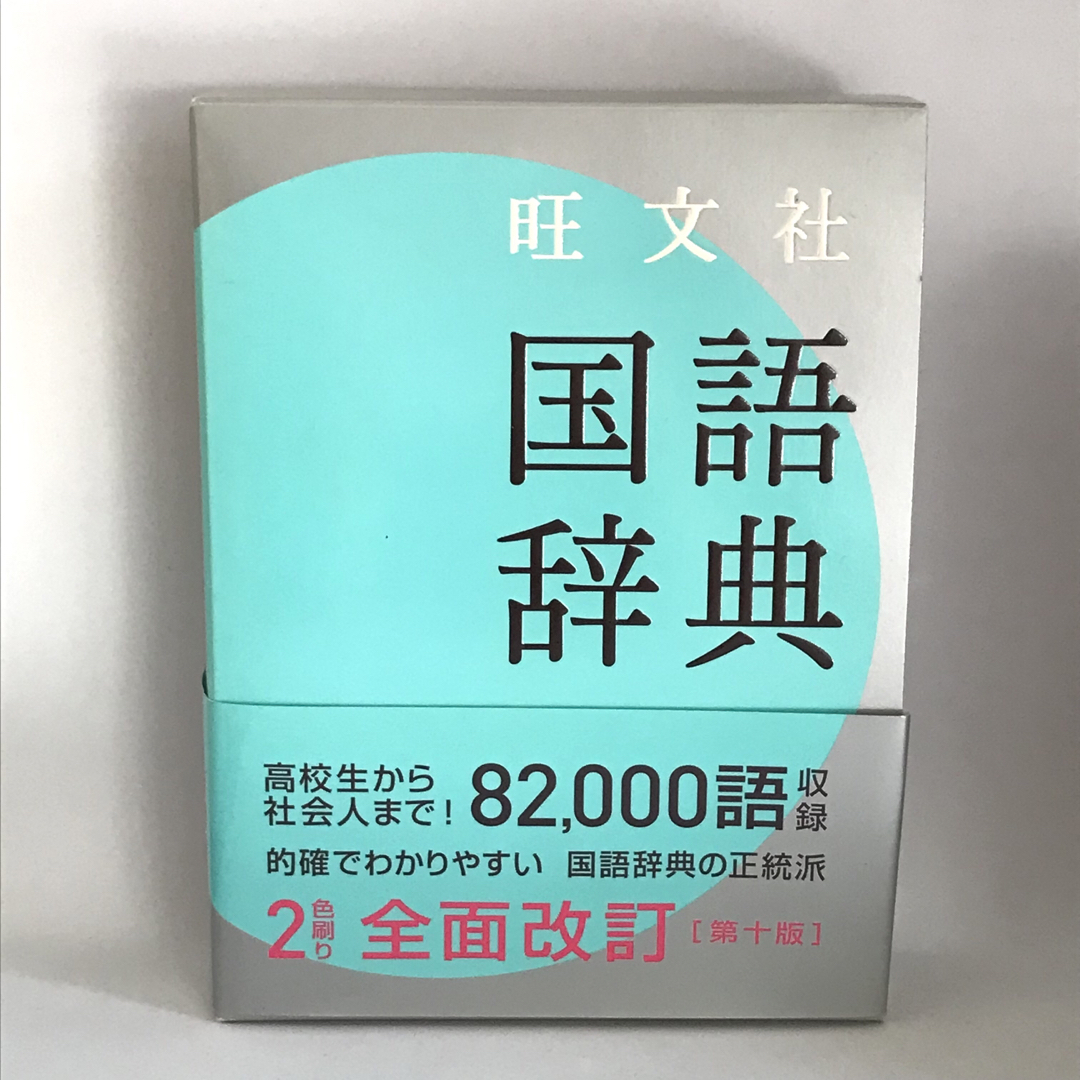 旺文社
国語
辞典
高校生から
社会人まで!
82,000語収録
的確でわかりやすい 国語辞典の正統派
2色刷り 全面改訂 [第十版]